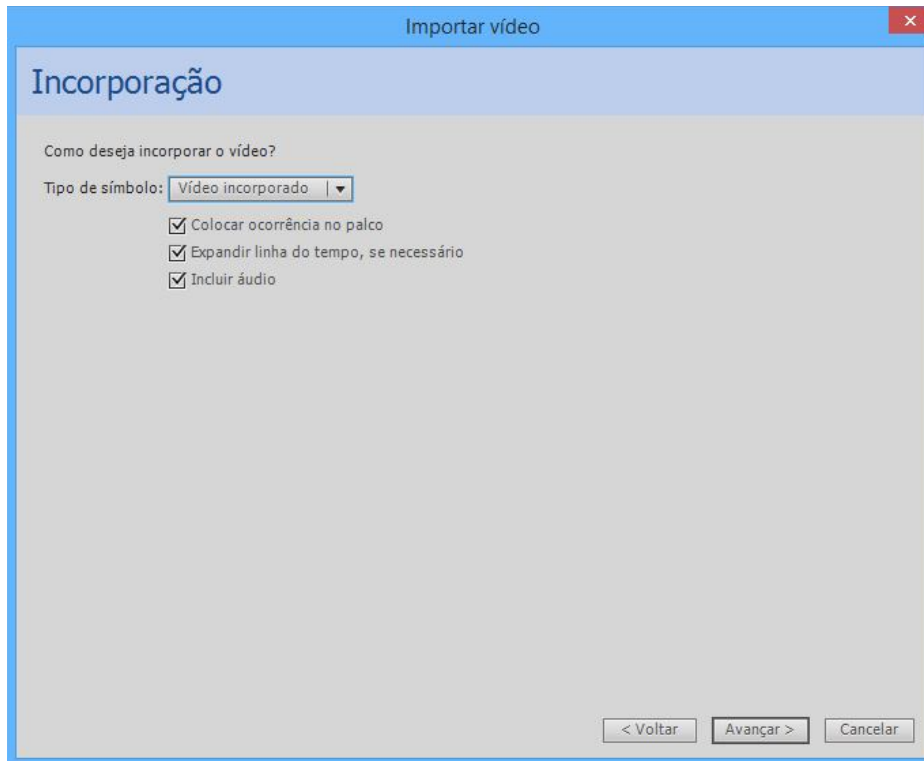 Importar vídeo
Incorporação
Como deseja incorporar o vídeo?
Tipo de símbolo: Vídeo incorporado
Colocar ocorrência no palco
Expandir linha do tempo, se necessário
Incluir áudio
< Voltar Avançar > Cancelar